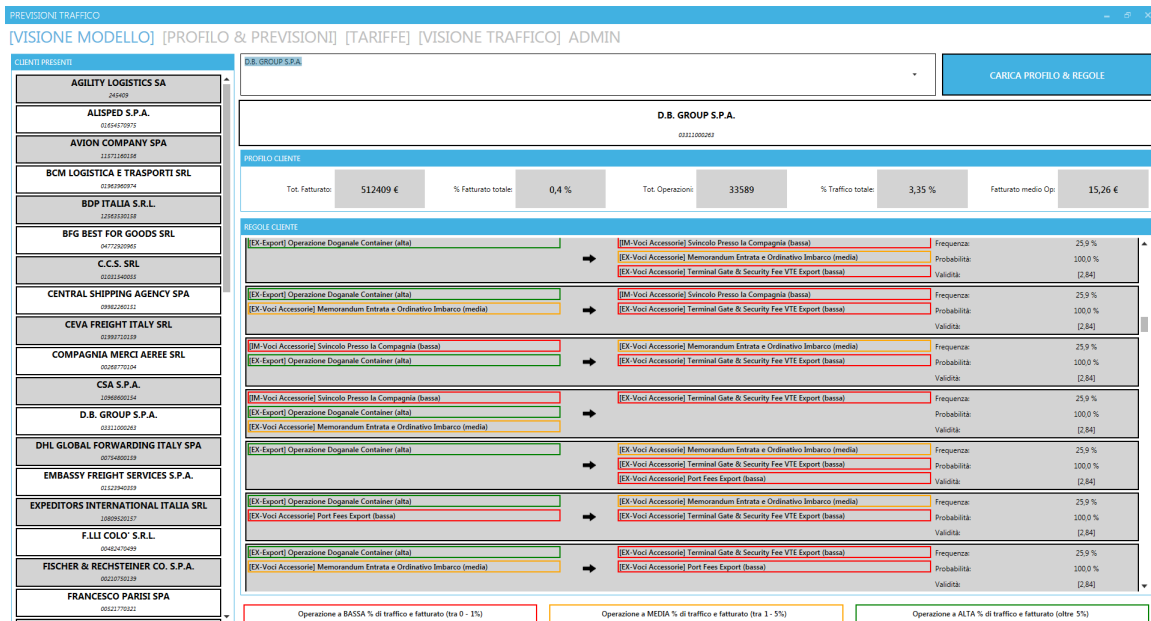 PREVISIONI TRAFFICO
[VISIONE MODELLO] [PROFILO & PREVISIONI] [TARIFFE] [VISIONE TRAFFICO] ADMIN
CLIENTI PRESENTI
AGILITY LOGISTICS SA
245409
ALISPED S.P.A.
01654570975
AVION COMPANY SPA
11571160156
BCM LOGISTICA E TRASPORTI SRL
01963960974
BDP ITALIA S.R.L.
12563530158
BFG BEST FOR GOODS SRL
04772920965
C.C.S. SRL
01031540055
CENTRAL SHIPPING AGENCY SPA
09982260151
CEVA FREIGHT ITALY SRL
01993710159
COMPAGNIA MERCI AEREE SRL
00268770104
CSA S.P.A.
10968600154
D.B. GROUP S.P.A.
03311000263
DHL GLOBAL FORWARDING ITALY SPA
00754800159
EMBASSY FREIGHT SERVICES S.P.A.
01523940359
EXPEDITORS INTERNATIONAL ITALIA SRL
10809520157
F.LLI COLO' S.R.L.
00482470499
FISCHER & RECHSTEINER CO. S.P.A.
00210750139
FRANCESCO PARISI SPA
00521770321
D.B. GROUP S.P.A.
CARICA PROFILO & REGOLE
D.B. GROUP S.P.A.
03311000263
PROFILO CLIENTE
Tot. Fatturato: 512409 € % Fatturato totale: 0,4 % Tot. Operazioni: 33589 % Traffico totale: 3,35 % Fatturato medio Op: 15,26 €
REGOLE CLIENTE
[EX-Export] Operazione Doganale Container (alta) [IM-Voci Accessorie] Svincolo Presso la Compagnia (bassa) Frequenza: 25,9 %
[EX-Voci Accessorie] Memorandum Entrata e Ordinativo Imbarco (media) Probabilità: 100,0 %
[EX-Voci Accessorie] Terminal Gate & Security Fee VTE Export (bassa) Validità: [2,84]
[EX-Export] Operazione Doganale Container (alta) [IM-Voci Accessorie] Svincolo Presso la Compagnia (bassa) Frequenza: 25,9 %
[EX-Voci Accessorie] Memorandum Entrata e Ordinativo Imbarco (media) [EX-Voci Accessorie] Terminal Gate & Security Fee VTE Export (bassa) Probabilità: 100,0 %
Validità: [2,84]
[IM-Voci Accessorie] Svincolo Presso la Compagnia (bassa) [EX-Voci Accessorie] Memorandum Entrata e Ordinativo Imbarco (media) Frequenza: 25,9 %
[EX-Export] Operazione Doganale Container (alta) [EX-Voci Accessorie] Terminal Gate & Security Fee VTE Export (bassa) Probabilità: 100,0 %
Validità: [2,84]
[IM-Voci Accessorie] Svincolo Presso la Compagnia (bassa) [EX-Voci Accessorie] Terminal Gate & Security Fee VTE Export (bassa) Frequenza: 25,9 %
[EX-Export] Operazione Doganale Container (alta) Probabilità: 100,0 %
[EX-Voci Accessorie] Memorandum Entrata e Ordinativo Imbarco (media) Validità: [2,84]
[EX-Export] Operazione Doganale Container (alta) [EX-Voci Accessorie] Memorandum Entrata e Ordinativo Imbarco (media) Frequenza: 25,9 %
[EX-Voci Accessorie] Terminal Gate & Security Fee VTE Export (bassa) Probabilità: 100,0 %
[EX-Voci Accessorie] Port Fees Export (bassa) Validità: [2,84]
[EX-Export] Operazione Doganale Container (alta) [EX-Voci Accessorie] Memorandum Entrata e Ordinativo Imbarco (media) Frequenza: 25,9 %
[EX-Voci Accessorie] Port Fees Export (bassa) [EX-Voci Accessorie] Terminal Gate & Security Fee VTE Export (bassa) Probabilità: 100,0 %
Validità: [2,84]
[EX-Export] Operazione Doganale Container (alta) [EX-Voci Accessorie] Terminal Gate & Security Fee VTE Export (bassa) Frequenza: 25,9 %
[EX-Voci Accessorie] Memorandum Entrata e Ordinativo Imbarco (media) [EX-Voci Accessorie] Port Fees Export (bassa) Probabilità: 100,0 %
Validità: [2,84]
Operazione a BASSA % di traffico e fatturato (tra 0 - 1%) Operazione a MEDIA % di traffico e fatturato (tra 1 - 5%) Operazione a ALTA % di traffico e fatturato (oltre 5%)